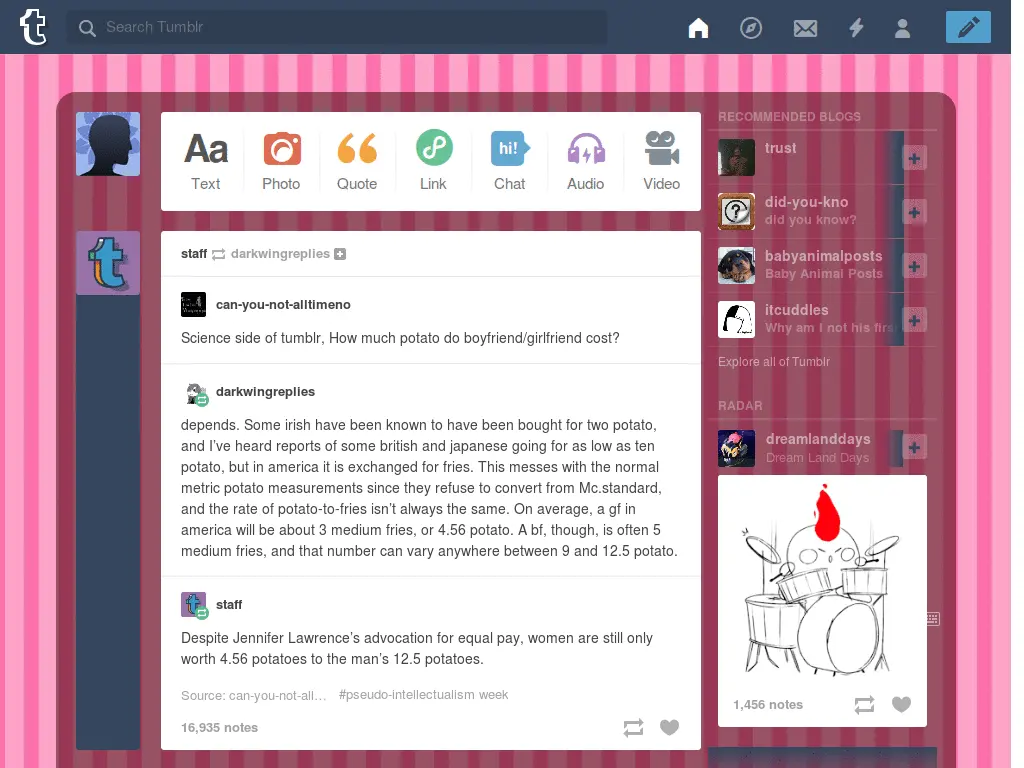 Search Tumblr
Aa
hi!
Text
Photo
Quote
Link
Chat
Audio
Video
staff darkwingreplies
can-you-not-alltimeno
Science side of tumblr, How much potato do boyfriend/girlfriend cost?
darkwingreplies
depends. Some irish have been known to have been bought for two potato,
and I've heard reports of some british and japanese going for as low as ten
potato, but in america it is exchanged for fries. This messes with the normal
metric potato measurements since they refuse to convert from Mc.standard,
and the rate of potato-to-fries isn't always the same. On average, a gf in
america will be about 3 medium fries, or 4.56 potato. A bf, though, is often 5
medium fries, and that number can vary anywhere between 9 and 12.5 potato.
staff
Despite Jennifer Lawrence's advocation for equal pay, women are still only
worth 4.56 potatoes to the man's 12.5 potatoes.
Source: can-you-not-all… #pseudo-intellectualism week
16,935 notes
RECOMMENDED BLOGS
trust
did-you-kno
did you know?
babyanimalposts
Baby Animal Posts
itcuddles
Why am I not his firs
Explore all of Tumblr
RADAR
dreamlanddays
Dream Land Days
1,456 notes